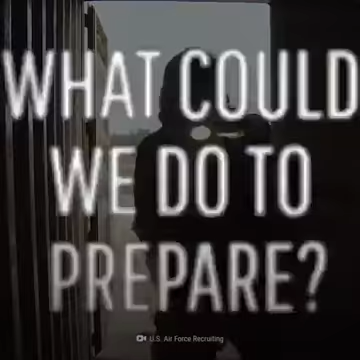 WHAT COULD
WE DO TO
PREPARE?
U.S. Air Force Recruiting